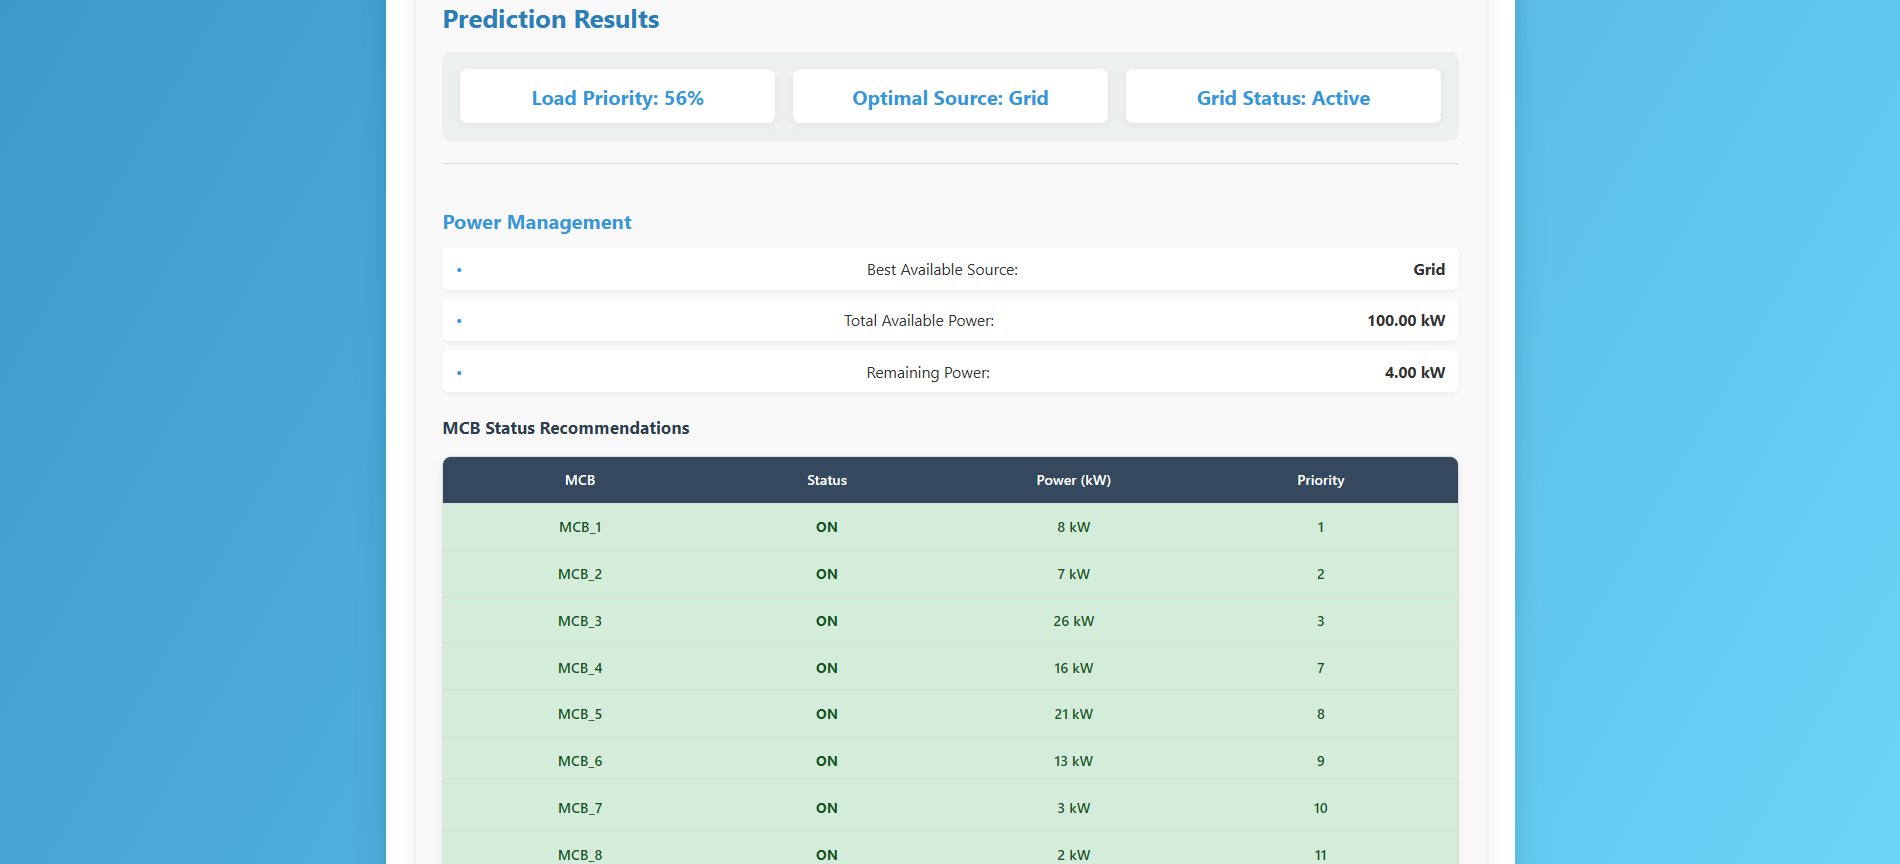 Prediction Results
Load Priority: 56% Optimal Source: Grid Grid Status: Active
Power Management
• Best Available Source: Grid
• Total Available Power: 100.00 kW
• Remaining Power: 4.00 kW
MCB Status Recommendations
MCB Status Power (kW) Priority
MCB_1 ON 8 kW 1
MCB_2 ON 7 kW 2
MCB_3 ON 26 kW 3
MCB_4 ON 16 kW 7
MCB_5 ON 21 kW 8
MCB_6 ON 13 kW 9
MCB_7 ON 3 kW 10
MCB_8 ON 2 kW 11